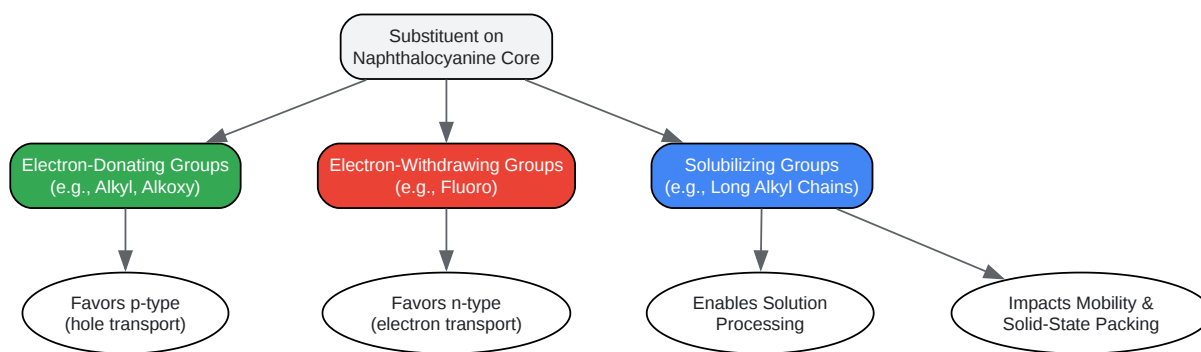 Substituent on
Naphthalocyanine Core
Electron-Donating Groups
(e.g., Alkyl, Alkoxy)
Electron-Withdrawing Groups
(e.g., Fluoro)
Solubilizing Groups
(e.g., Long Alkyl Chains)
Favors p-type
(hole transport)
Favors n-type
(electron transport)
Enables Solution
Processing
Impacts Mobility &
Solid-State Packing